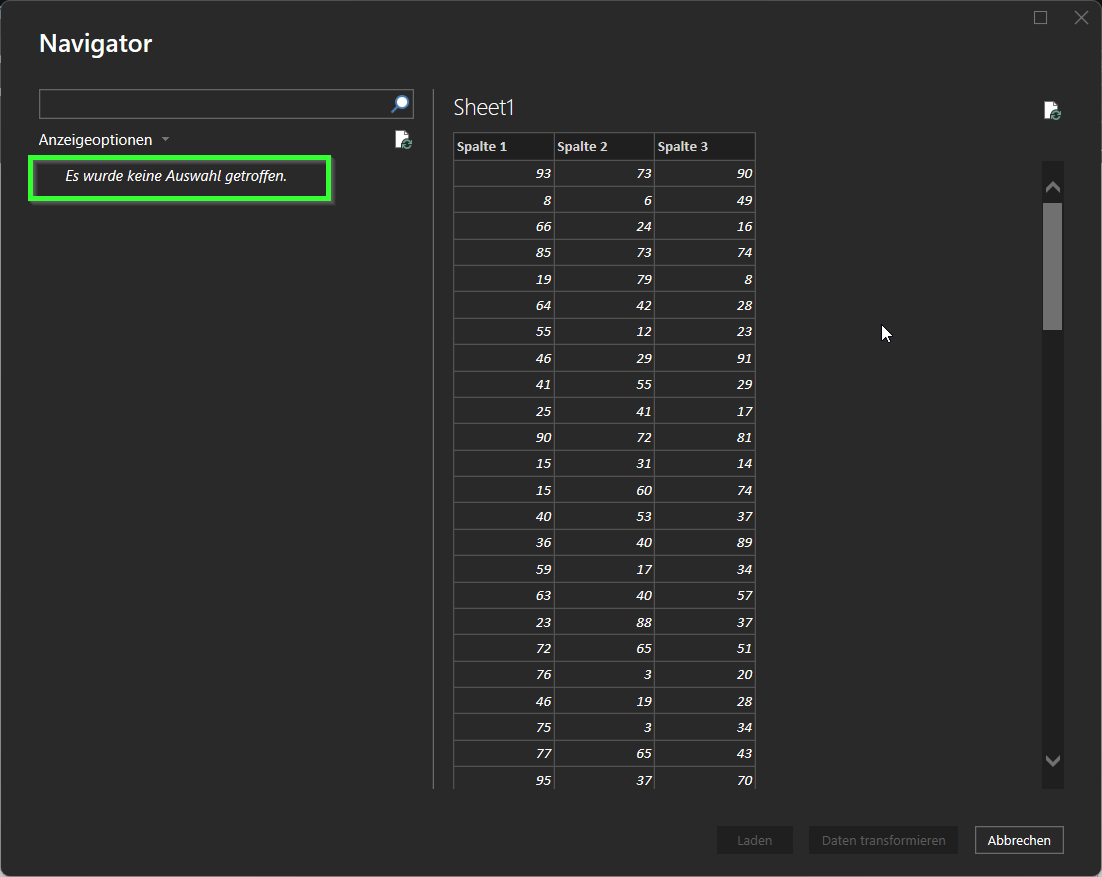 Navigator
Anzeigeoptionen
Es wurde keine Auswahl getroffen.
Sheet1
Spalte 1 Spalte 2 Spalte 3
93 73 90
8 6 49
66 24 16
85 73 74
19 79 8
64 42 28
55 12 23
46 29 91
41 55 29
25 41 17
90 72 81
15 31 14
15 60 74
40 53 37
36 40 89
59 17 34
63 40 57
23 88 37
72 65 51
76 3 20
46 19 28
75 3 34
77 65 43
95 37 70
Laden Daten transformieren Abbrechen